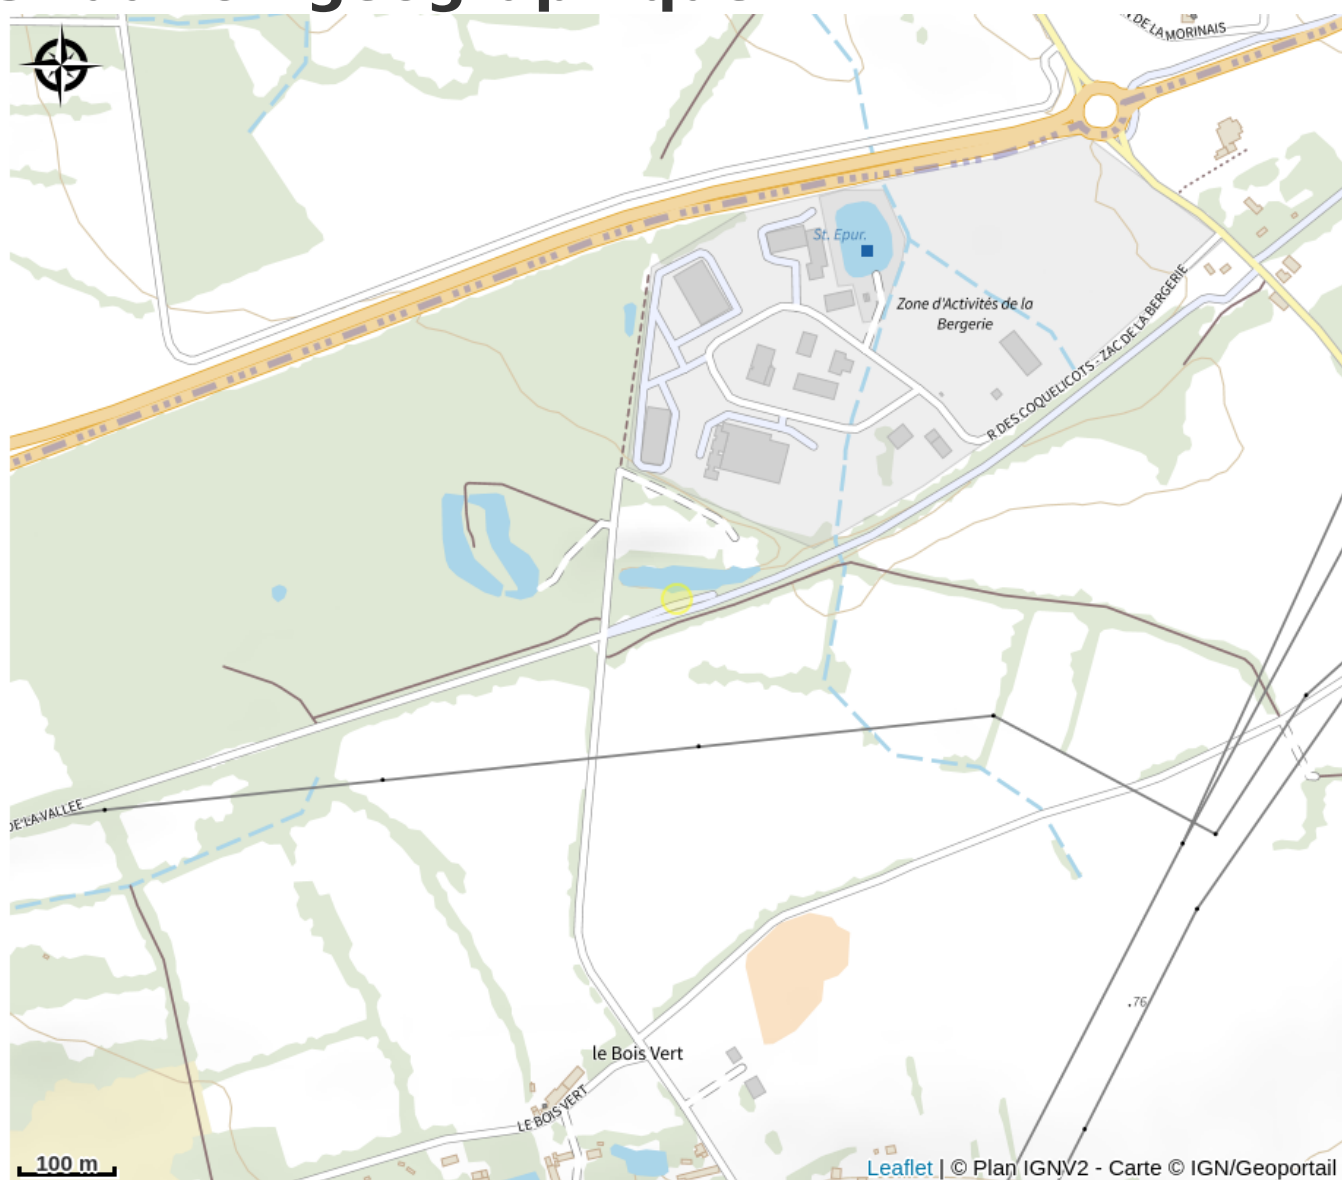 DE LA MORINAIS
St. Epur.
Zone d'Activités de la
Bergerie
R DES COQUELICOTS - ZAC DE LA BERGERIE
DE LA VALLEE
.76
le Bois Vert
LE BOIS VERT
100 m
Leaflet | © Plan IGNV2 - Carte © IGN/Geoportail